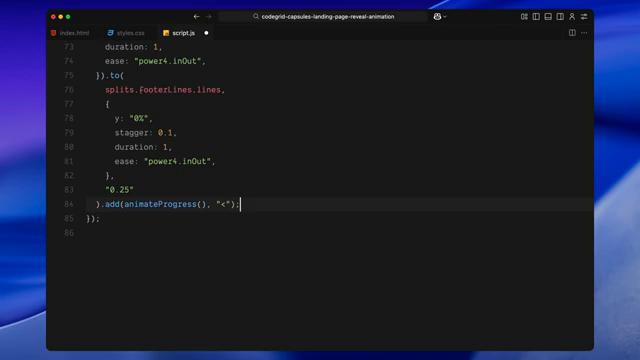 codegrid-capsules-landing-page-reveal-animation
index.html
styles.css
script.js
73 duration: 1,
74 ease: "power4.inOut",
75 }).to(
76 splits.footerLines.lines,
77 {
78 y: "0%",
79 stagger: 0.1,
80 duration: 1,
81 ease: "power4.inOut",
82 },
83 "0.25"
84 ).add(animateProgress(), "<");
85 });
86